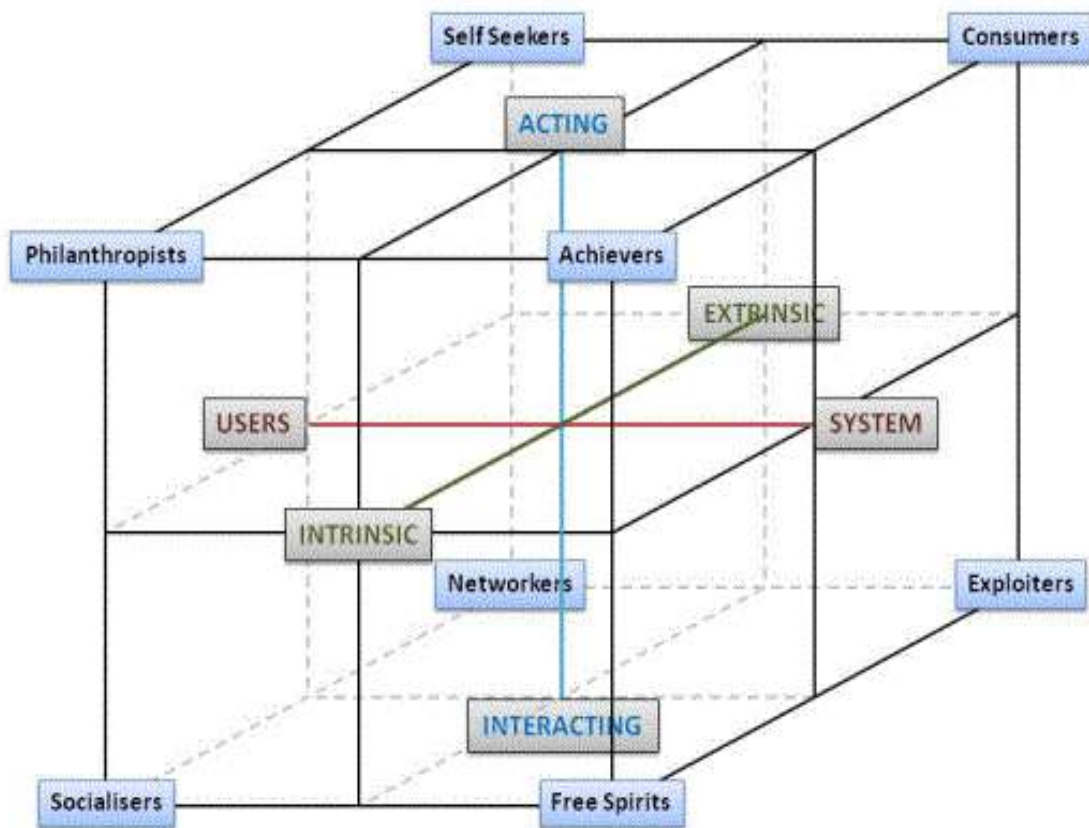 Self Seekers
Consumers
ACTING
Philanthropists
Achievers
EXTRINSIC
USERS
SYSTEM
INTRINSIC
Networkers
Exploiters
INTERACTING
Socialisers
Free Spirits